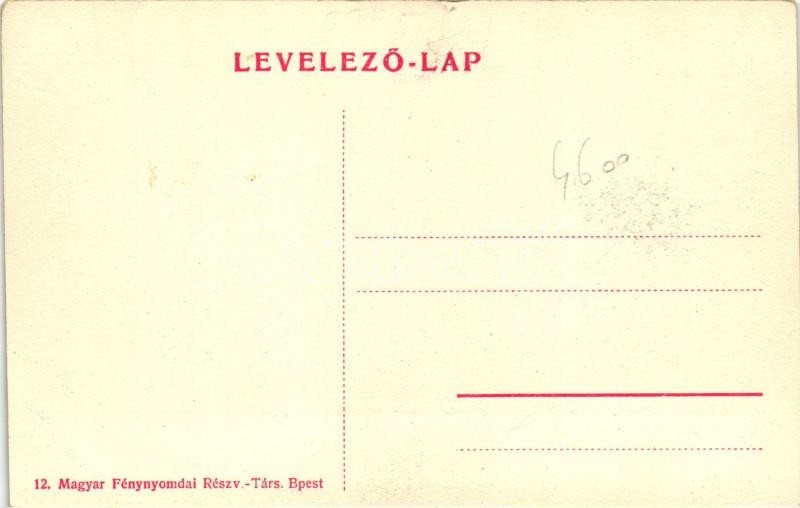 LEVELEZŐ-LAP
4600
12. Magyar Fénynyomdai Részv.-Társ. Bpest